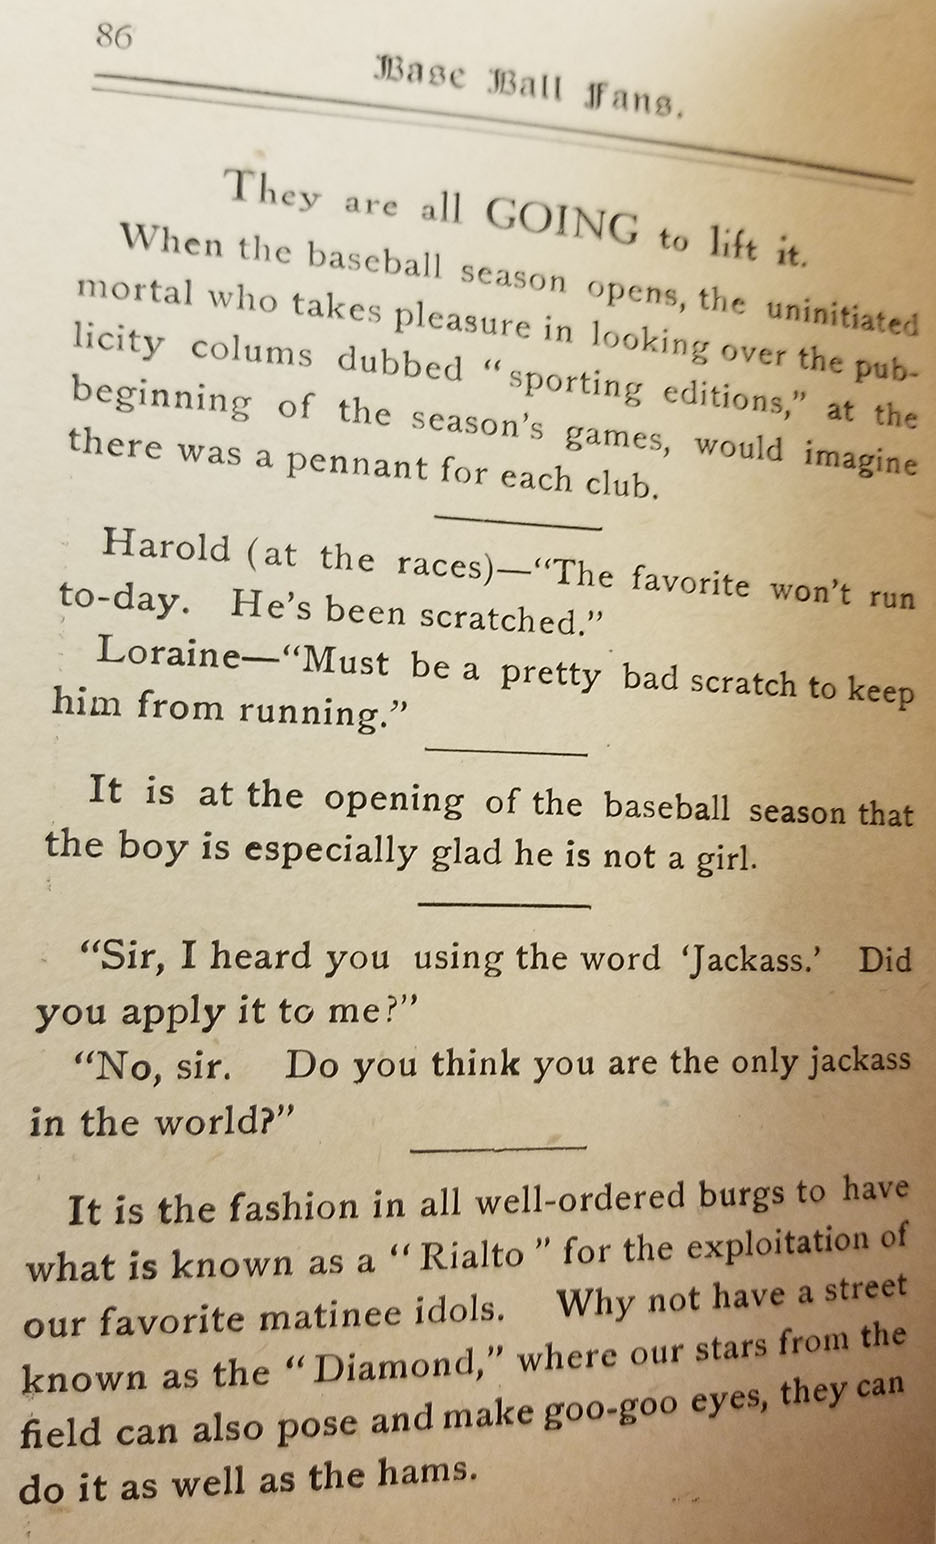 86
Base Ball Fans.
They are all GOING to lift it.
When the baseball season opens, the uninitiated
mortal who takes pleasure in looking over the pub-
licity colums dubbed "sporting editions," at the
beginning of the season's games, would imagine
there was a pennant for each club.
Harold (at the races)—"The favorite won't run
to-day. He's been scratched."
Loraine—"Must be a pretty bad scratch to keep
him from running."
It is at the opening of the baseball season that
the boy is especially glad he is not a girl.
"Sir, I heard you using the word 'Jackass.' Did
you apply it to me?"
"No, sir. Do you think you are the only jackass
in the world?"
It is the fashion in all well-ordered burgs to have
what is known as a "Rialto" for the exploitation of
our favorite matinee idols. Why not have a street
known as the "Diamond," where our stars from the
field can also pose and make goo-goo eyes, they can
do it as well as the hams.